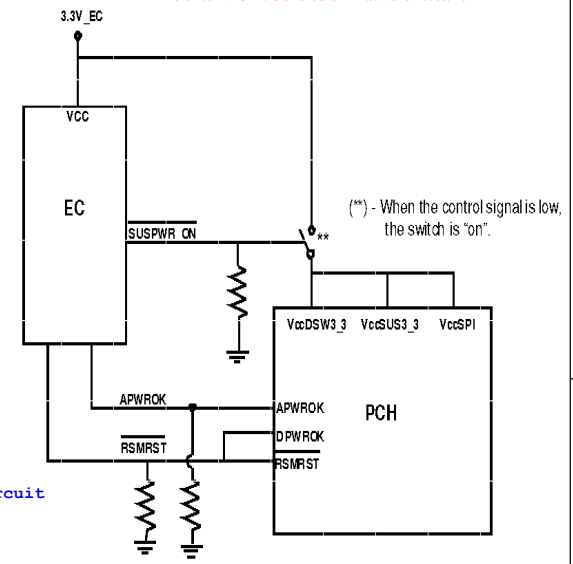 3.3V_EC
VCC
EC
SUSPWR_ON
**
(**) - When the control signal is low,
the switch is "on".
VccDSW3_3 VccSUS3_3 VccSPI
APWROK
APWROK
PCH
DPWROK
RSMRST
RSMRST
rcuit